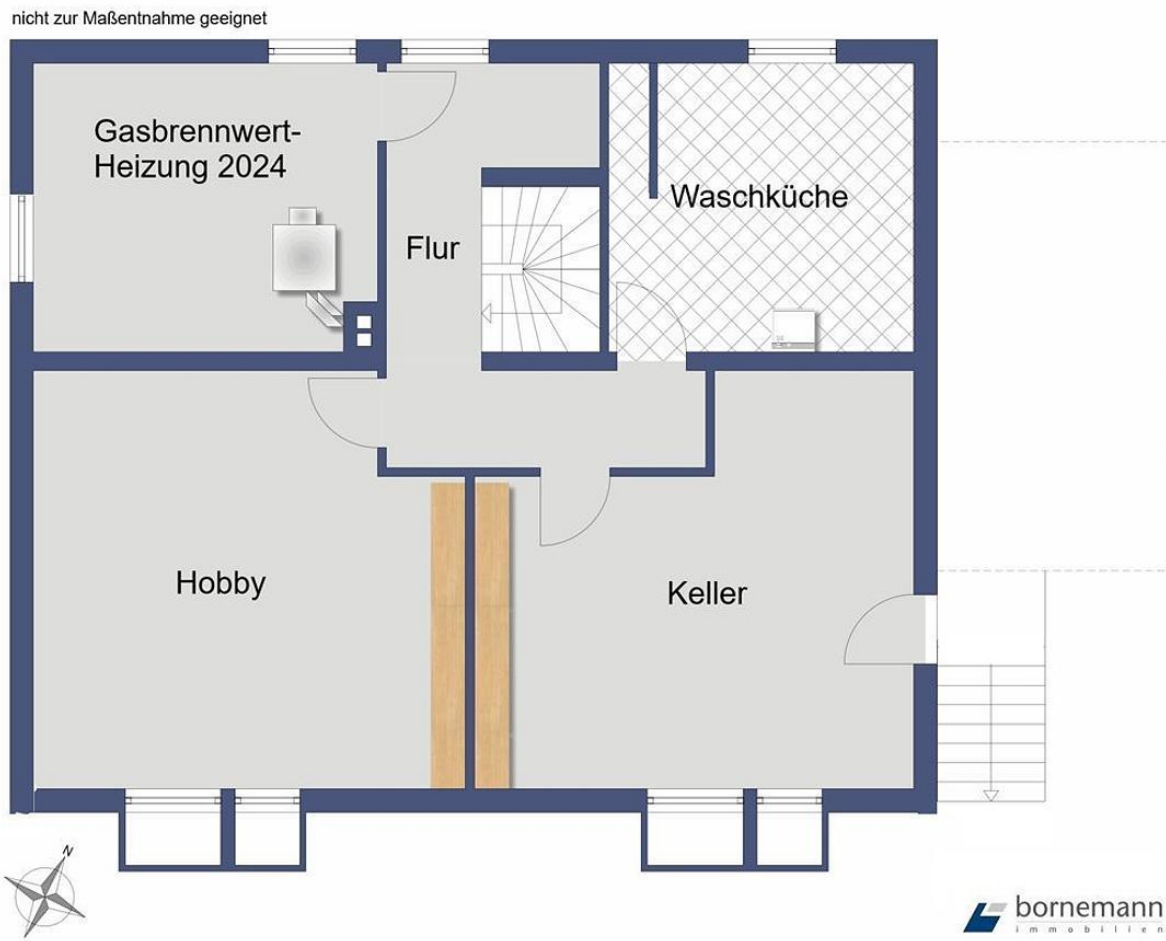 nicht zur Maßentnahme geeignet
Gasbrennwert-
Heizung 2024
Waschküche
Flur
Hobby
Keller
N
bornemann
immobilien